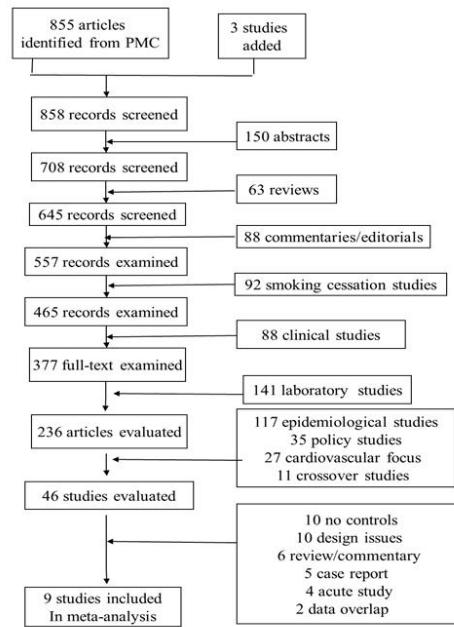 855 articles
identified from PMC
3 studies
added
858 records screened
150 abstracts
708 records screened
63 reviews
645 records screened
88 commentaries/editorials
557 records examined
92 smoking cessation studies
465 records examined
88 clinical studies
377 full-text examined
141 laboratory studies
236 articles evaluated
117 epidemiological studies
35 policy studies
27 cardiovascular focus
11 crossover studies
46 studies evaluated
10 no controls
10 design issues
6 review/commentary
5 case report
4 acute study
2 data overlap
9 studies included
In meta-analysis